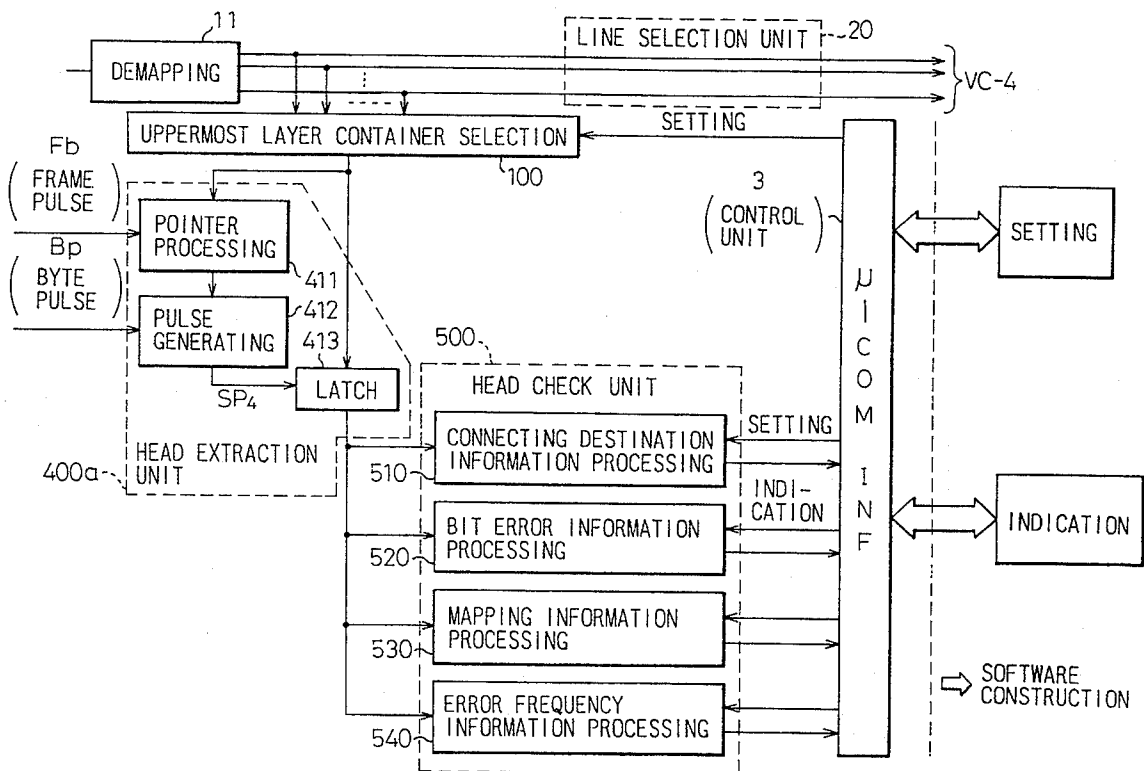 11
DEMAPPING
LINE SELECTION UNIT
20
VC-4
UPPERMOST LAYER CONTAINER SELECTION
SETTING
100
Fb
(FRAME
PULSE)
POINTER
PROCESSING
411
Bp
(BYTE
PULSE)
PULSE
GENERATING
412
413
LATCH
SP4
HEAD EXTRACTION
UNIT
400a
3
(CONTROL
UNIT)
μICOM INF
SETTING
500
HEAD CHECK UNIT
CONNECTING DESTINATION
INFORMATION PROCESSING
510
SETTING
INDI-
CATION
BIT ERROR INFORMATION
PROCESSING
520
INDICATION
MAPPING INFORMATION
PROCESSING
530
ERROR FREQUENCY
INFORMATION PROCESSING
540
SOFTWARE
CONSTRUCTION